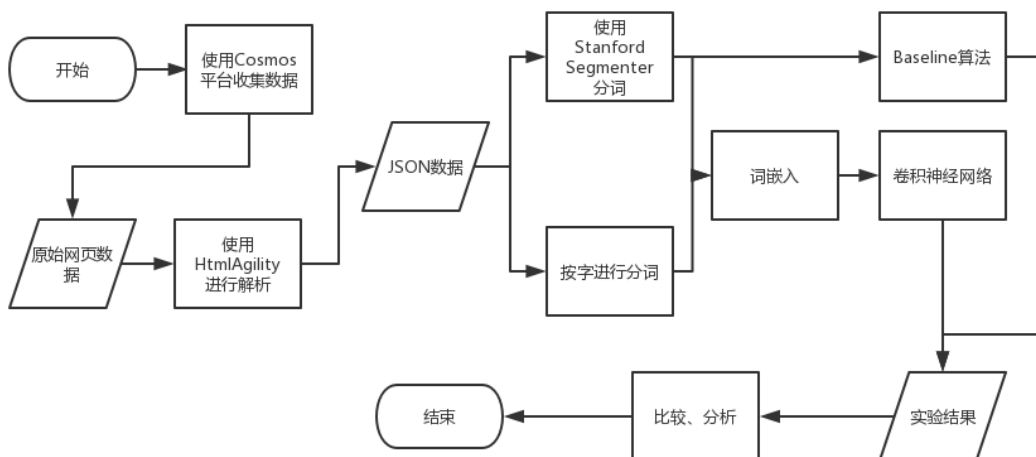 开始
使用Cosmos
平台收集数据
原始网页数
据
使用
HtmlAgility
进行解析
JSON数据
使用
Stanford
Segmenter
分词
按字进行分词
词嵌入
Baseline算法
卷积神经网络
实验结果
比较、分析
结束